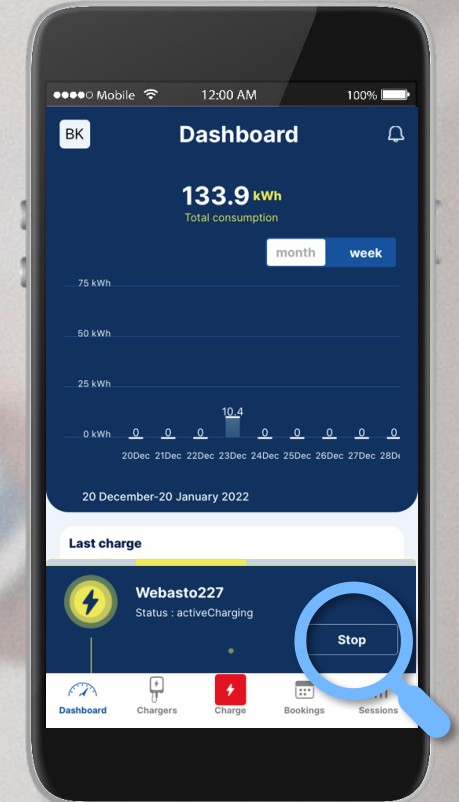 Mobile 12:00 AM 100%
BK Dashboard
133.9 kWh
Total consumption
month week
75 kWh
50 kWh
25 kWh
10.4
0 kWh 0 0 0 0 0 0 0 0
20Dec 21Dec 22Dec 23Dec 24Dec 25Dec 26Dec 27Dec 28De
20 December-20 January 2022
Last charge
Webasto227
Status : activeCharging
Stop
Dashboard Chargers Charge Bookings Sessions